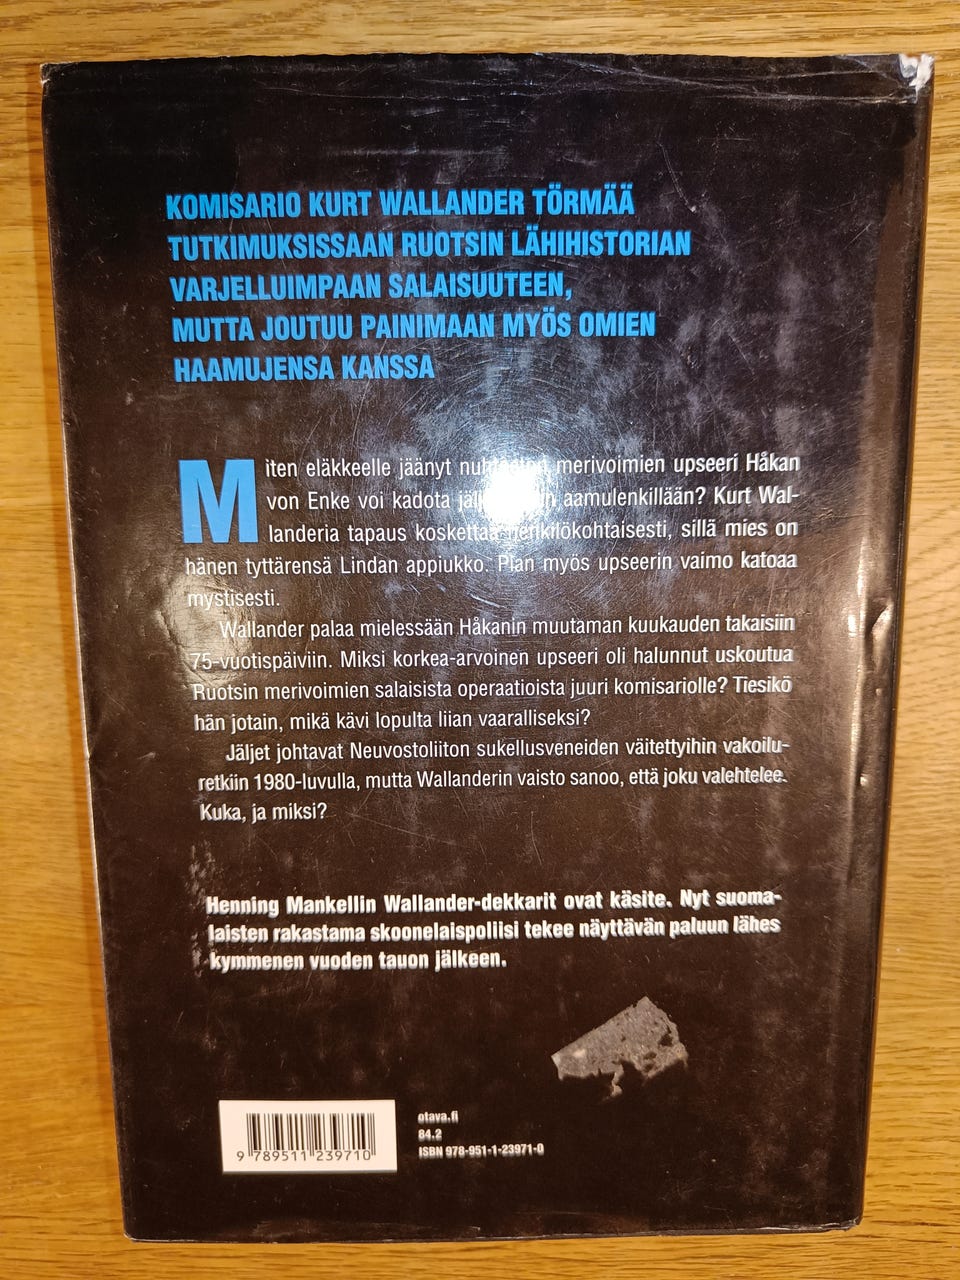 KOMISARIO KURT WALLANDER TÖRMÄÄ
TUTKIMUKSISSAAN RUOTSIN LÄHIHISTORIAN
VARJELLUIMPAAN SALAISUUTEEN,
MUTTA JOUTUU PAINIMAAN MYÖS OMIEN
HAAMUJENSA KANSSA
Miten eläkkeelle jäänyt merivoimien upseeri Håkan
von Enke voi kadota aamulenkillään? Kurt Wal-
landeria tapaus koskettaa henkilökohtaisesti, sillä mies on
hänen tyttärensä Lindan appiukko. Pian myös upseerin vaimo katoaa
mystisesti.
Wallander palaa mielessään Håkanin muutaman kuukauden takaisiin
75-vuotispäiviin. Miksi korkea-arvoinen upseeri oli halunnut uskoutua
Ruotsin merivoimien salaisista operaatioista juuri komisariolle? Tiesikö
hän jotain, mikä kävi lopulta liian vaaralliseksi?
Jäljet johtavat Neuvostoliiton sukellusveneiden väitettyihin vakoilu-
retkiin 1980-luvulla, mutta Wallanderin vaisto sanoo, että joku valehtelee.
Kuka, ja miksi?
Henning Mankellin Wallander-dekkarit ovat käsite. Nyt suoma-
laisten rakastama skoonelaispoliisi tekee näyttävän paluun lähes
kymmenen vuoden tauon jälkeen.
otava.fi
84.2
ISBN 978-951-1-23971-0
9 789511 239710